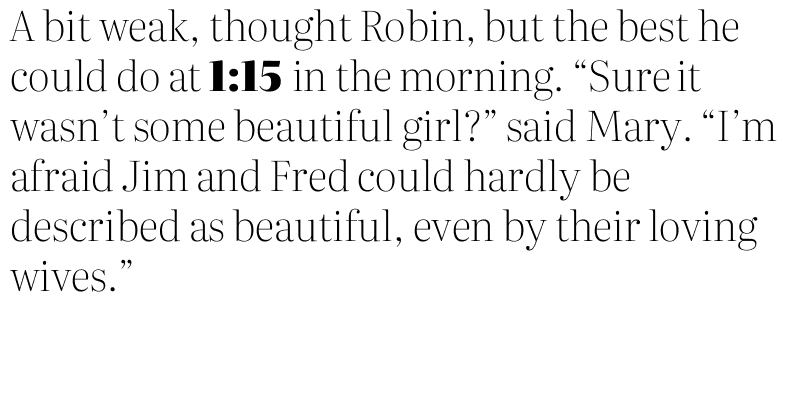 A bit weak, thought Robin, but the best he
could do at 1:15 in the morning. “Sure it
wasn’t some beautiful girl?” said Mary. “I’m
afraid Jim and Fred could hardly be
described as beautiful, even by their loving
wives.”